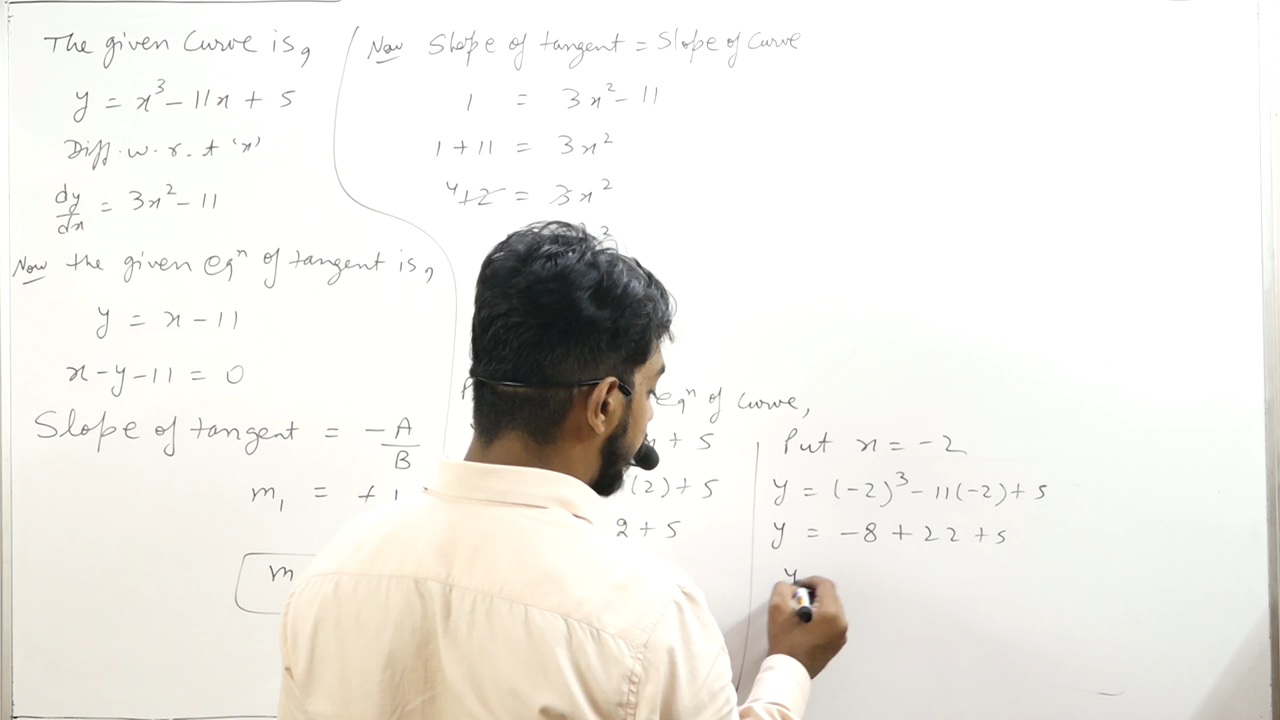 The given Curve is,
y = x³ - 11x + 5
Diff. w. r. t 'x'
dy/dx = 3x² - 11
Now the given eqⁿ of tangent is,
y = x - 11
x - y - 11 = 0
Slope of tangent = -A/B
m₁ = + 1
m
Now Slope of tangent = Slope of Curve
1 = 3x² - 11
1 + 11 = 3x²
4 12 = 3x²
2
eqⁿ of curve,
x + 5
(2) + 5
2 + 5
Put x = -2
y = (-2)³ - 11(-2) + 5
y = -8 + 22 + 5
y